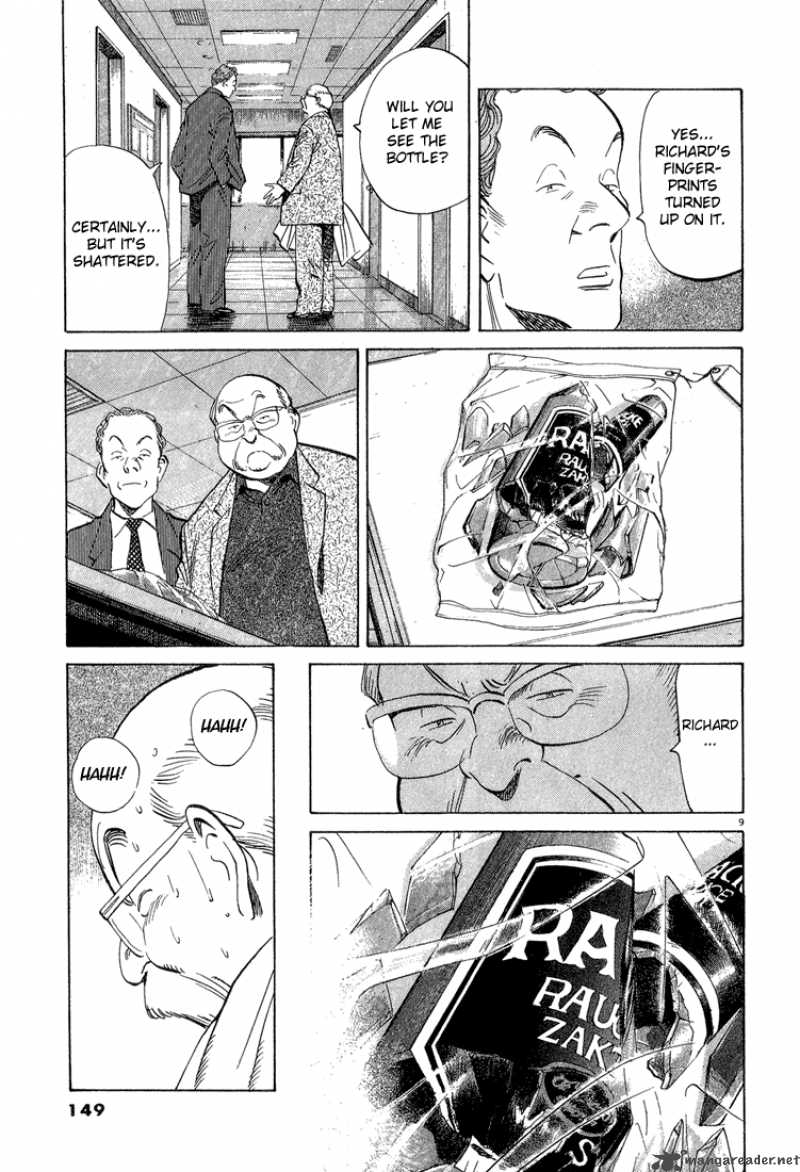 YES...
RICHARD'S
FINGER-
PRINTS
TURNED
UP ON IT.
WILL YOU
LET ME
SEE THE
BOTTLE?
CERTAINLY...
BUT IT'S
SHATTERED.
RA
RAU
ZAK
RICHARD
...
9
HAHH!
HAHH!
RA
RAU
ZAK
S
149
mangareader.net